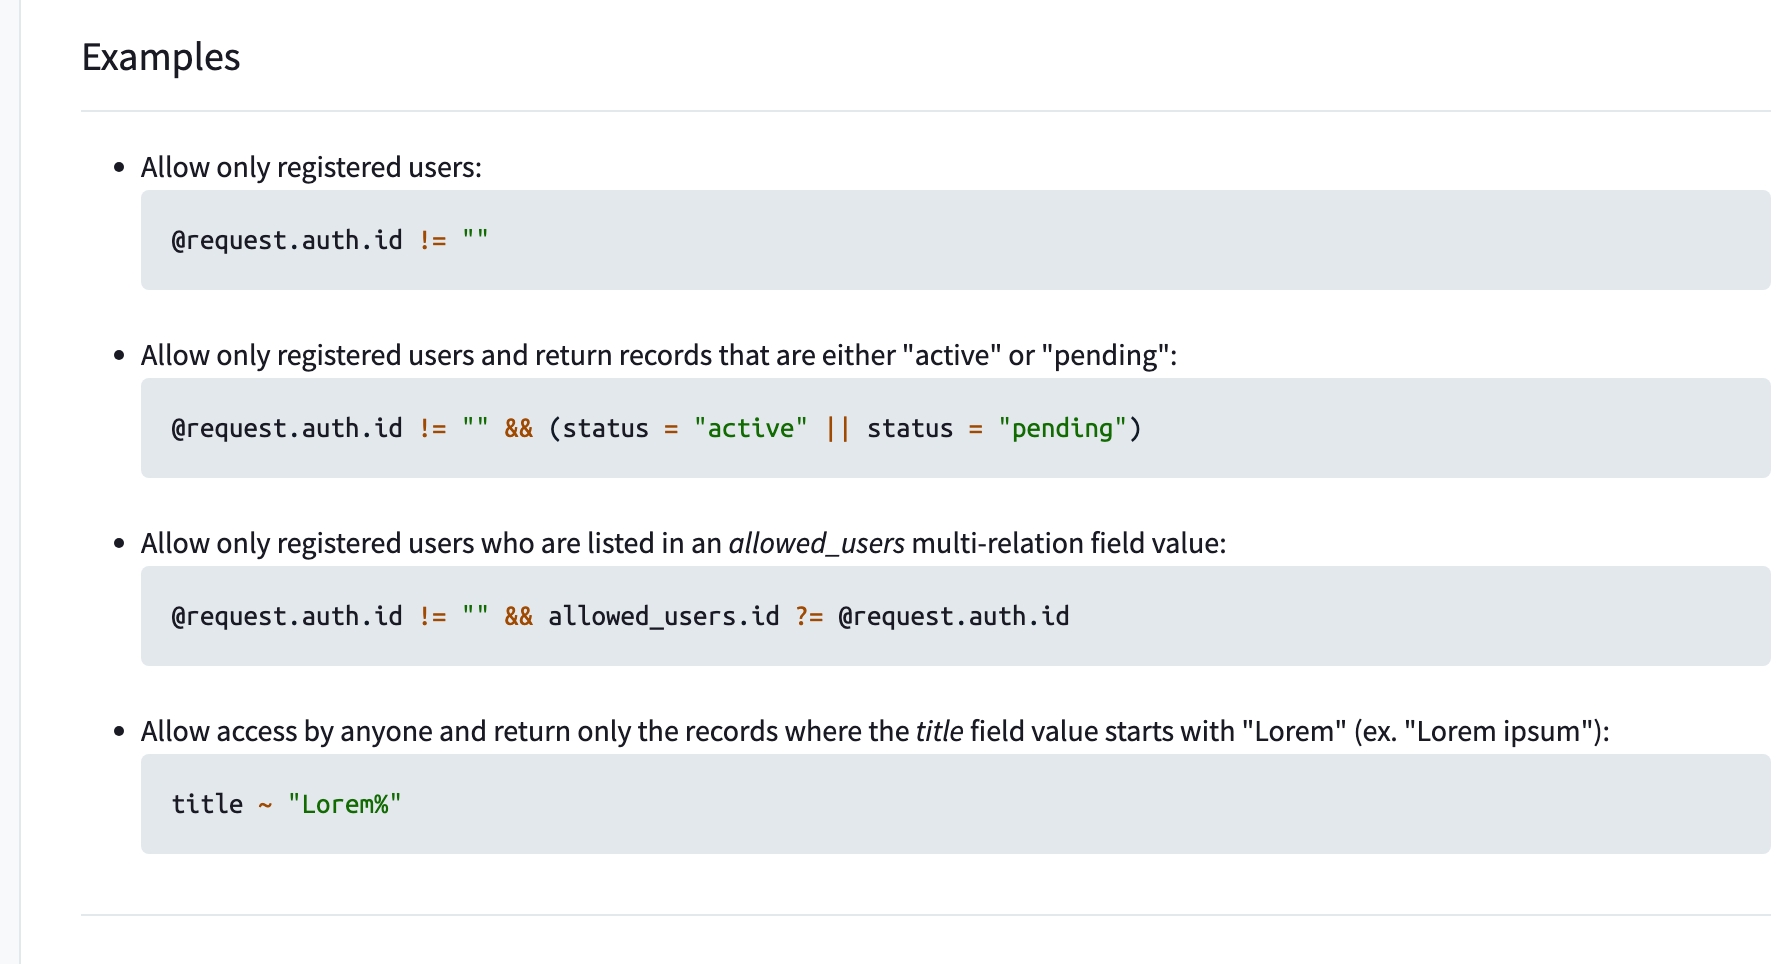 Examples
Allow only registered users:
@request.auth.id != ""
Allow only registered users and return records that are either "active" or "pending":
@request.auth.id != "" && (status = "active" || status = "pending")
Allow only registered users who are listed in an allowed_users multi-relation field value:
@request.auth.id != "" && allowed_users.id ?= @request.auth.id
Allow access by anyone and return only the records where the title field value starts with "Lorem" (ex. "Lorem ipsum"):
title ~ "Lorem%"